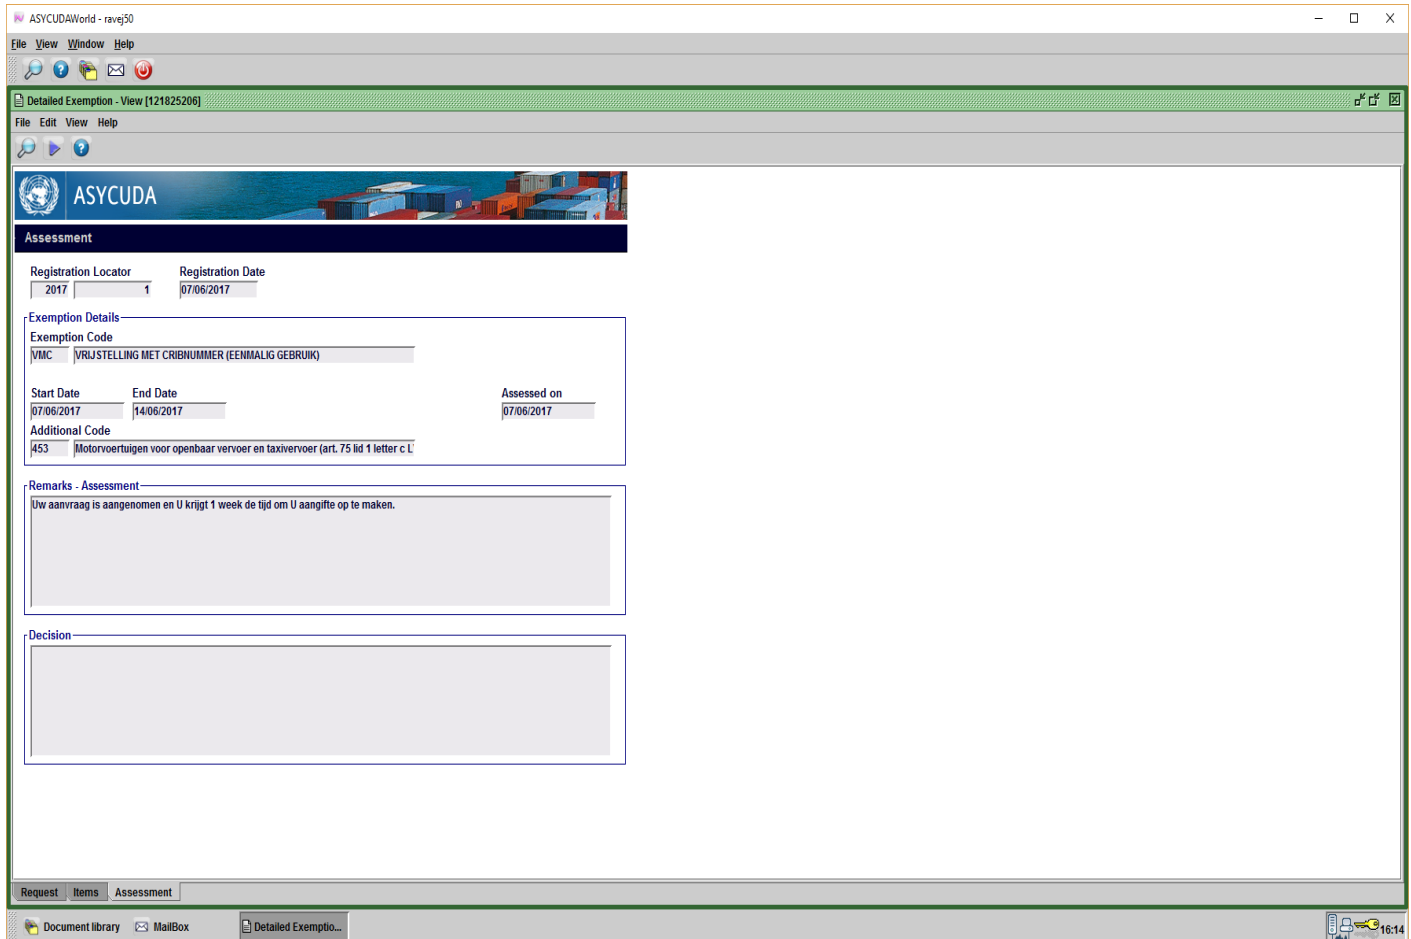 ASYCUDAWorld - ravej50
File View Window Help
Detailed Exemption - View [121825206]
File Edit View Help
ASYCUDA
Assessment
Registration Locator Registration Date
2017 1 07/06/2017
Exemption Details
Exemption Code
VMC VRIJSTELLING MET CRIBNUMMER (EENMALIG GEBRUIK)
Start Date End Date Assessed on
07/06/2017 14/06/2017 07/06/2017
Additional Code
453 Motorvoertuigen voor openbaar vervoer en taxivervoer (art. 75 lid 1 letter c L
Remarks - Assessment
Uw aanvraag is aangenomen en U krijgt 1 week de tijd om U aangifte op te maken.
Decision
Request Items Assessment
Document library MailBox Detailed Exemptio... 16:14